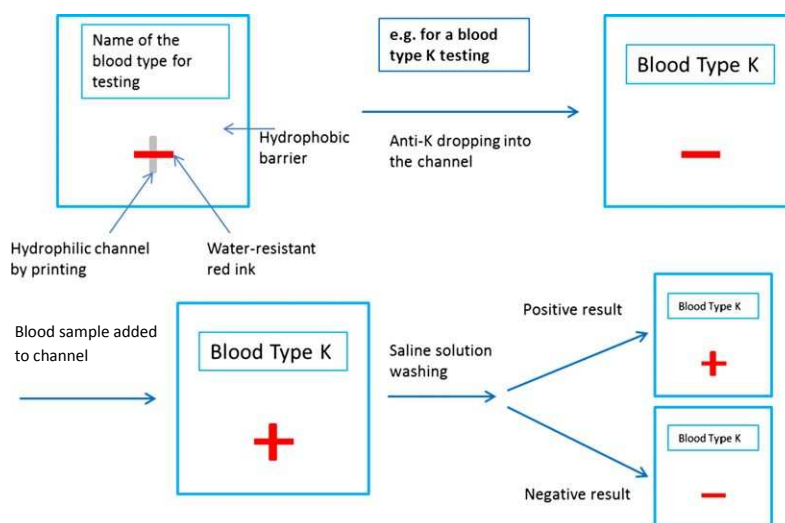 Name of the
blood type for
testing
Hydrophobic
barrier
Hydrophilic channel
by printing
Water-resistant
red ink
e.g. for a blood
type K testing
Anti-K dropping into
the channel
Blood Type K
Blood sample added
to channel
Blood Type K
Saline solution
washing
Positive result
Blood Type K
Negative result
Blood Type K